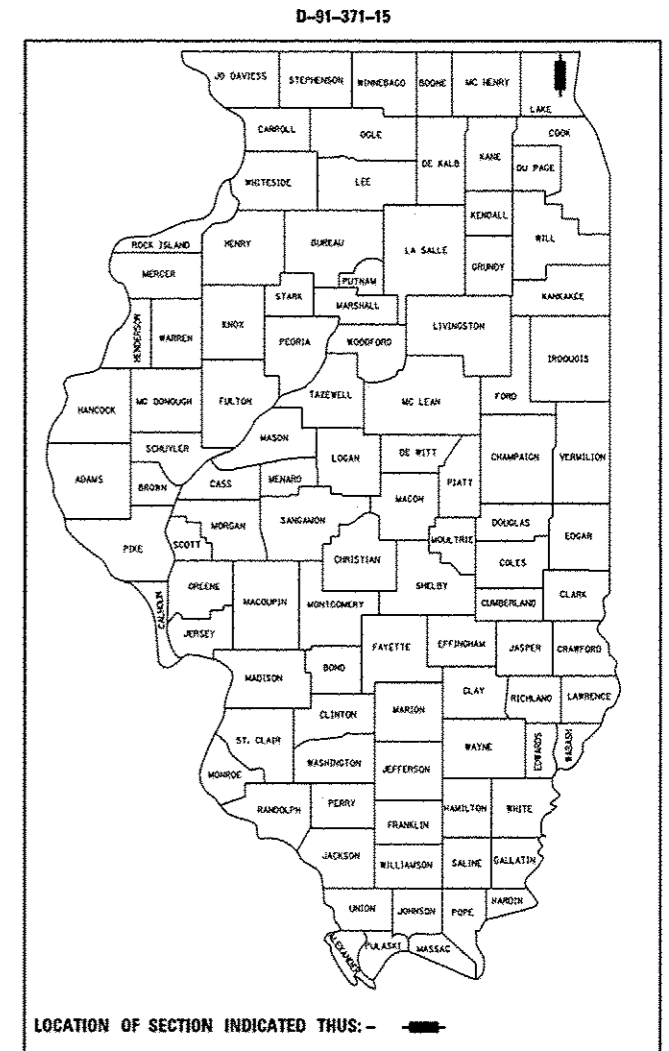 D-91-371-15
JO DAVIESS STEPHENSON WINNEBAGO BOONE MC HENRY LAKE
CARROLL OGLE DE KALB KANE COOK
DU PAGE
WHITESIDE LEE
KENDALL WILL
ROCK ISLAND HENRY BUREAU LA SALLE GRUNDY
MERCER PUTNAM KANKAKEE
STARK MARSHALL
HENDERSON WARREN KNOX PEORIA WOODFORD LIVINGSTON IROQUOIS
HANCOCK MC DONOUGH FULTON TAZEWELL MC LEAN FORD
MASON
SCHUYLER LOGAN DE WITT CHAMPAIGN VERMILION
ADAMS BROWN CASS MENARD MACON PIATT
MORGAN SANGAMON DOUGLAS
PIKE SCOTT CHRISTIAN MOULTRIE COLES EDGAR
CALHOUN GREENE MACOUPIN MONTGOMERY SHELBY CUMBERLAND CLARK
JERSEY
FAYETTE EFFINGHAM JASPER CRAWFORD
MADISON BOND
CLAY RICHLAND LAWRENCE
CLINTON MARION
ST. CLAIR WAYNE EDWARDS WABASH
WASHINGTON JEFFERSON
MONROE
RANDOLPH PERRY HAMILTON WHITE
FRANKLIN
JACKSON WILLIAMSON SALINE GALLATIN
UNION JOHNSON POPE HARDIN
ALEXANDER PULASKI MASSAC
LOCATION OF SECTION INDICATED THUS: -